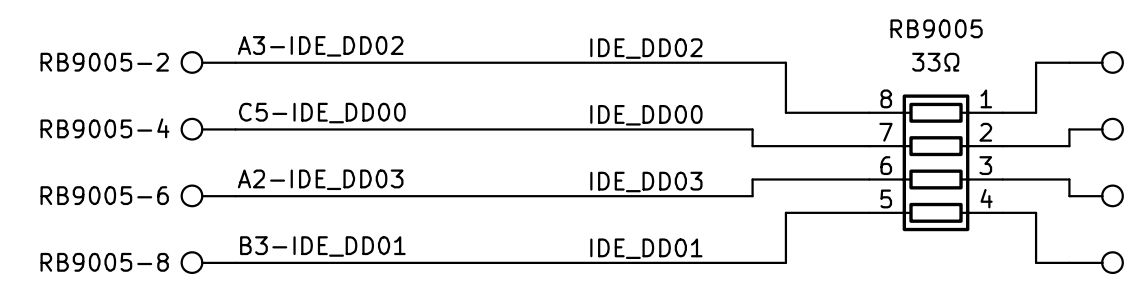 RB9005
33Ω
RB9005-2 A3-IDE_DD02 IDE_DD02
8 1
RB9005-4 C5-IDE_DD00 IDE_DD00
7 2
RB9005-6 A2-IDE_DD03 IDE_DD03
6 3
5 4
RB9005-8 B3-IDE_DD01 IDE_DD01